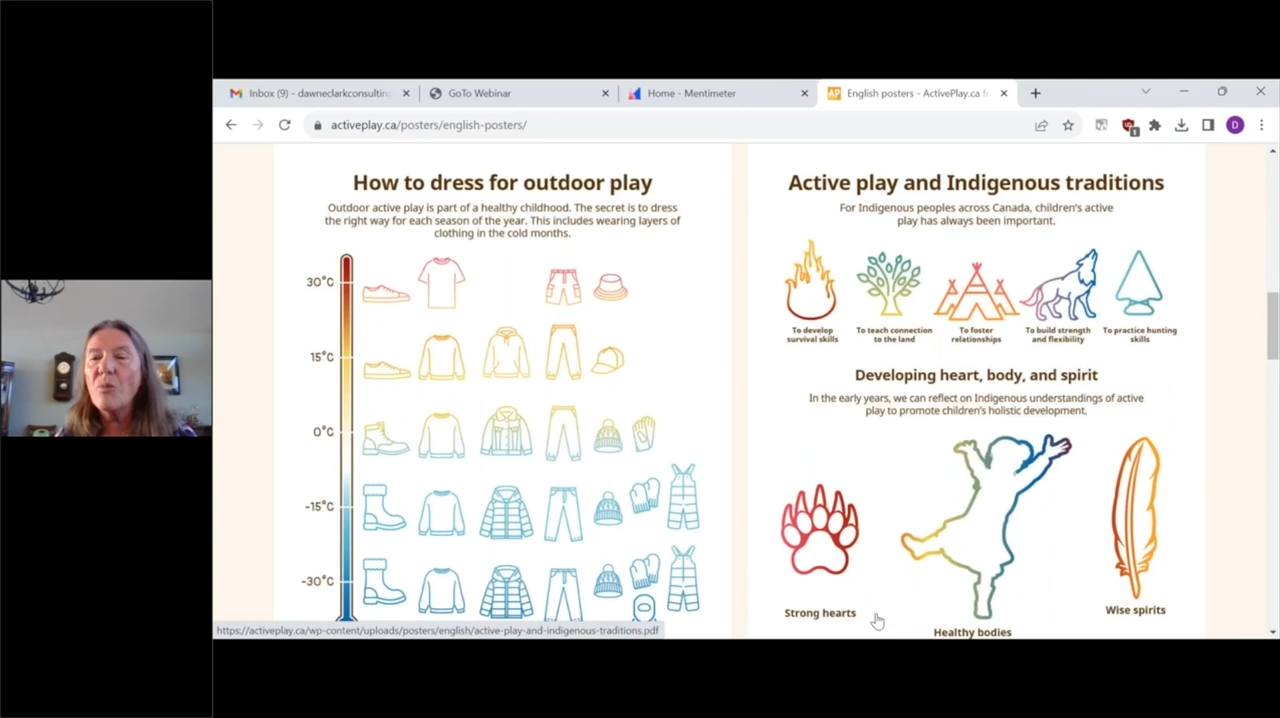 Inbox (9) - dawneclarkconsulting
GoTo Webinar
Home - Mentimeter
AP
English posters - ActivePlay.ca fo
activeplay.ca/posters/english-posters/
1
D
How to dress for outdoor play
Outdoor active play is part of a healthy childhood. The secret is to dress
the right way for each season of the year. This includes wearing layers of
clothing in the cold months.
30°C
15°C
0°C
-15°C
-30°C
Active play and Indigenous traditions
For Indigenous peoples across Canada, children's active
play has always been important.
To develop
survival skills
To teach connection
to the land
To foster
relationships
To build strength
and flexibility
To practice hunting
skills
Developing heart, body, and spirit
In the early years, we can reflect on Indigenous understandings of active
play to promote children's holistic development.
Strong hearts
Healthy bodies
Wise spirits
https://activeplay.ca/wp-content/uploads/posters/english/active-play-and-indigenous-traditions.pdf